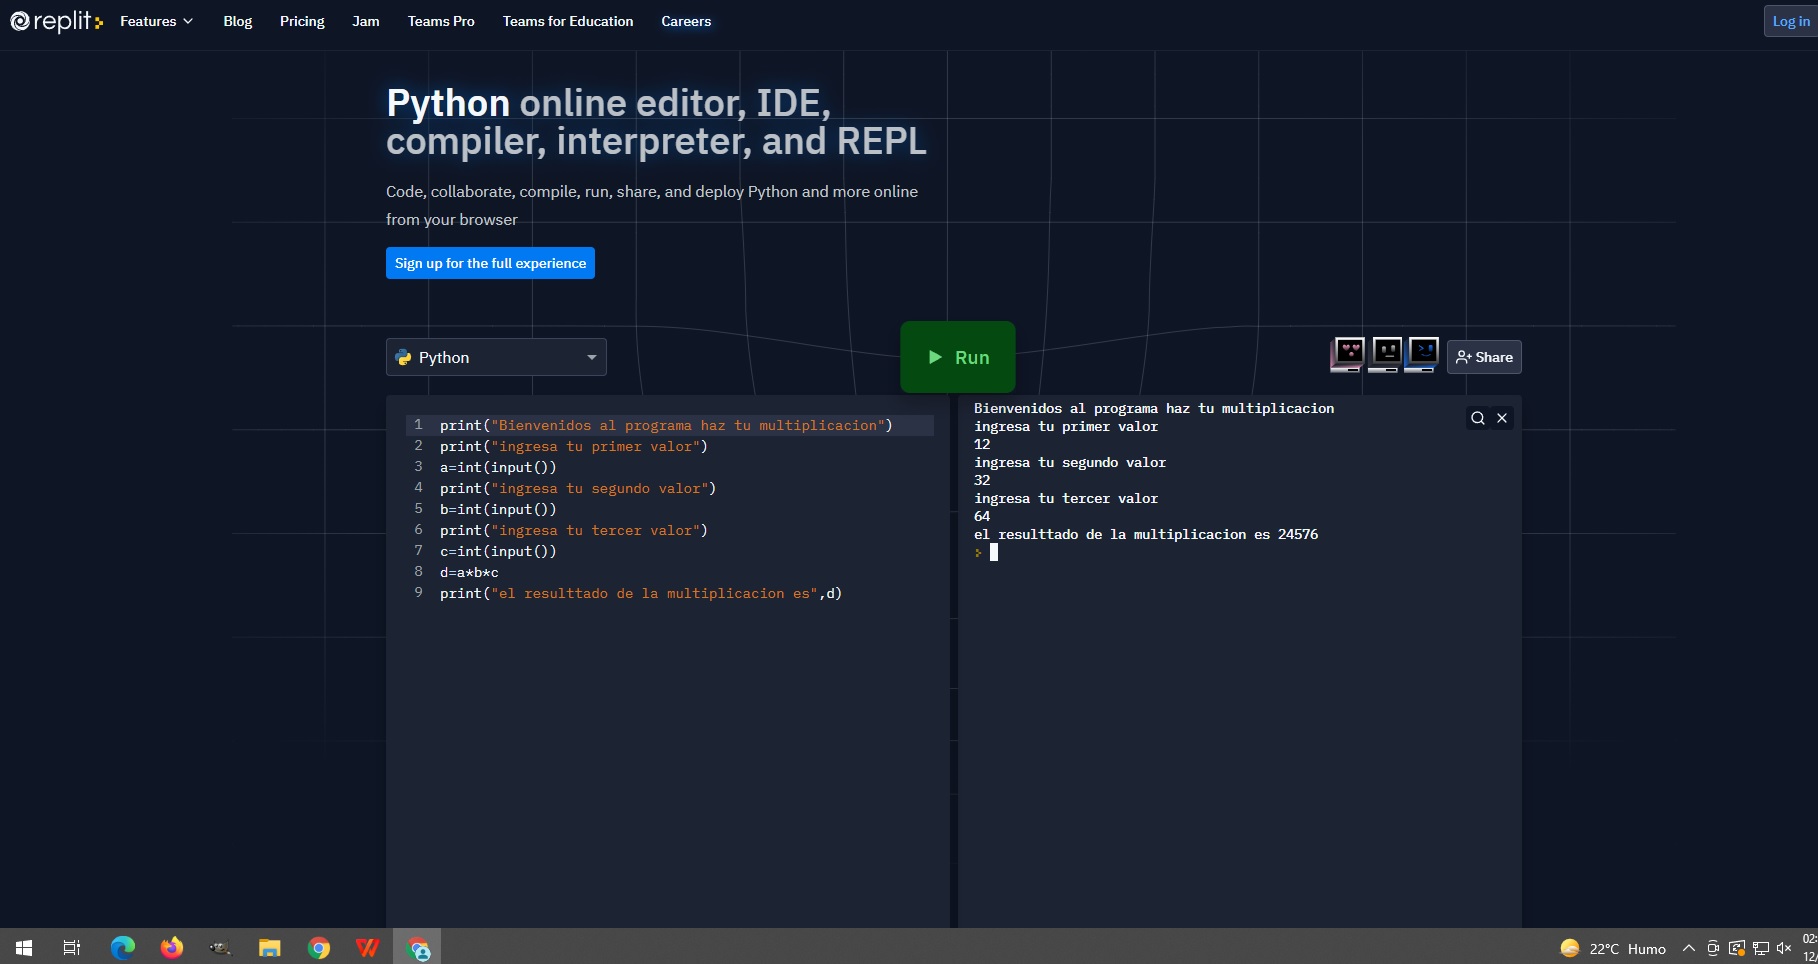 replit Features Blog Pricing Jam Teams Pro Teams for Education Careers Log in
Python online editor, IDE,
compiler, interpreter, and REPL
Code, collaborate, compile, run, share, and deploy Python and more online
from your browser
Sign up for the full experience
Python
Run
Share
1 print("Bienvenidos al programa haz tu multiplicacion")
2 print("ingresa tu primer valor")
3 a=int(input())
4 print("ingresa tu segundo valor")
5 b=int(input())
6 print("ingresa tu tercer valor")
7 c=int(input())
8 d=a*b*c
9 print("el resulttado de la multiplicacion es",d)
Bienvenidos al programa haz tu multiplicacion
ingresa tu primer valor
12
ingresa tu segundo valor
32
ingresa tu tercer valor
64
el resulttado de la multiplicacion es 24576
22°C Humo
02:
12/